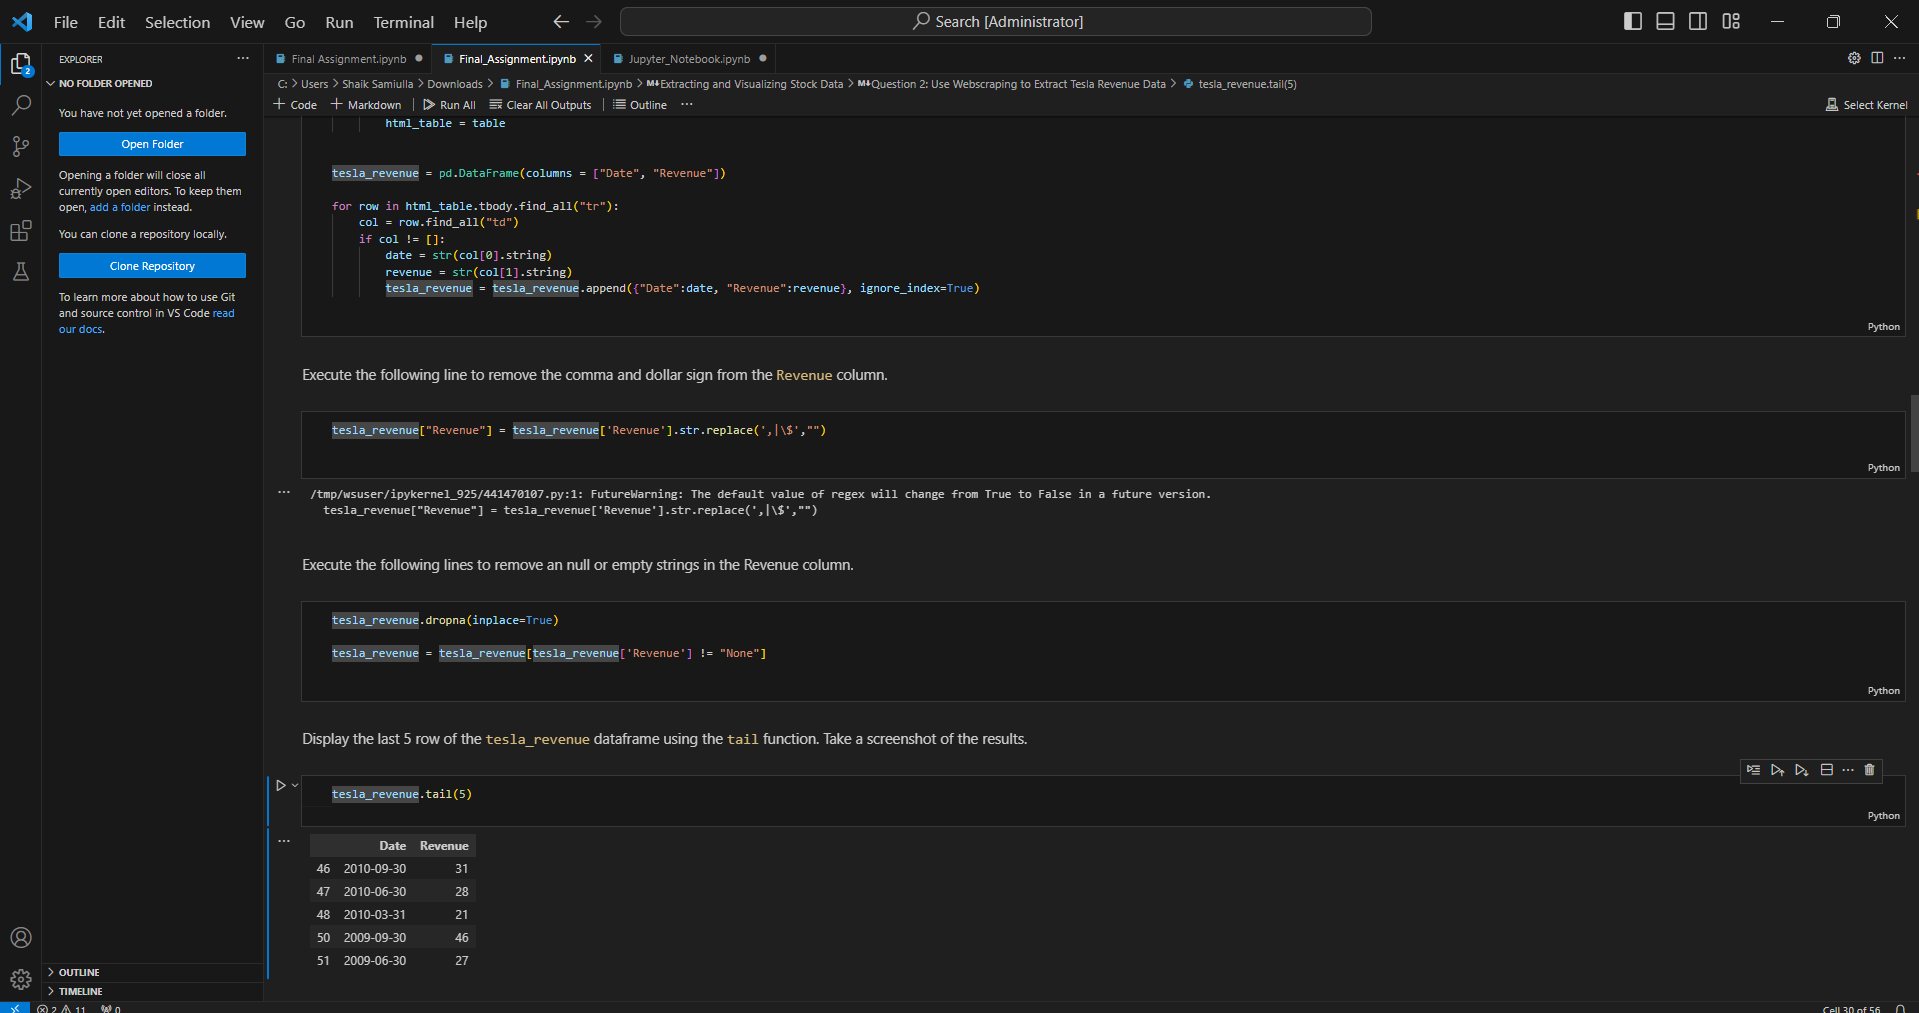 File Edit Selection View Go Run Terminal Help
Search [Administrator]
EXPLORER
NO FOLDER OPENED
You have not yet opened a folder.
Open Folder
Opening a folder will close all
currently open editors. To keep them
open, add a folder instead.
You can clone a repository locally.
Clone Repository
To learn more about how to use Git
and source control in VS Code read
our docs.
OUTLINE
TIMELINE
2
Final Assignment.ipynb
Final_Assignment.ipynb
Jupyter_Notebook.ipynb
C: > Users > Shaik Samiulla > Downloads > Final_Assignment.ipynb > M↓Extracting and Visualizing Stock Data > M↓Question 2: Use Webscraping to Extract Tesla Revenue Data > tesla_revenue.tail(5)
+ Code + Markdown | Run All Clear All Outputs | Outline ···
Select Kernel
html_table = table
tesla_revenue = pd.DataFrame(columns = ["Date", "Revenue"])
for row in html_table.tbody.find_all("tr"):
col = row.find_all("td")
if col != []:
date = str(col[0].string)
revenue = str(col[1].string)
tesla_revenue = tesla_revenue.append({"Date":date, "Revenue":revenue}, ignore_index=True)
Python
Execute the following line to remove the comma and dollar sign from the Revenue column.
tesla_revenue["Revenue"] = tesla_revenue['Revenue'].str.replace(',|\$',"")
Python
/tmp/wsuser/ipykernel_925/441470107.py:1: FutureWarning: The default value of regex will change from True to False in a future version.
tesla_revenue["Revenue"] = tesla_revenue['Revenue'].str.replace(',|\$',"")
Execute the following lines to remove an null or empty strings in the Revenue column.
tesla_revenue.dropna(inplace=True)
tesla_revenue = tesla_revenue[tesla_revenue['Revenue'] != "None"]
Python
Display the last 5 row of the tesla_revenue dataframe using the tail function. Take a screenshot of the results.
tesla_revenue.tail(5)
Python
Date Revenue
46 2010-09-30 31
47 2010-06-30 28
48 2010-03-31 21
50 2009-09-30 46
51 2009-06-30 27
2 11 0
Cell 30 of 56